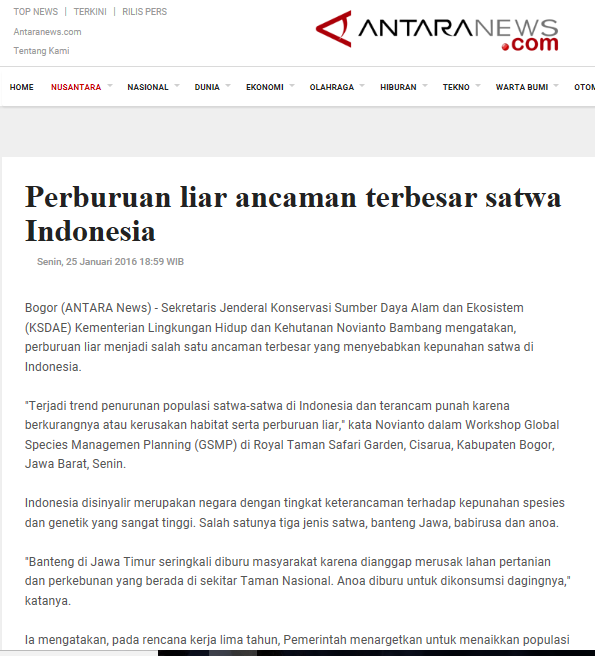 TOP NEWS | TERKINI | RILIS PERS
Antaranews.com
Tentang Kami
ANTARANEWS
.com
HOME NUSANTARA NASIONAL DUNIA EKONOMI OLAHRAGA HIBURAN TEKNO WARTA BUMI OTOM
Perburuan liar ancaman terbesar satwa
Indonesia
Senin, 25 Januari 2016 18:59 WIB
Bogor (ANTARA News) - Sekretaris Jenderal Konservasi Sumber Daya Alam dan Ekosistem
(KSDAE) Kementerian Lingkungan Hidup dan Kehutanan Novianto Bambang mengatakan,
perburuan liar menjadi salah satu ancaman terbesar yang menyebabkan kepunahan satwa di
Indonesia.
"Terjadi trend penurunan populasi satwa-satwa di Indonesia dan terancam punah karena
berkurangnya atau kerusakan habitat serta perburuan liar," kata Novianto dalam Workshop Global
Species Managemen Planning (GSMP) di Royal Taman Safari Garden, Cisarua, Kabupaten Bogor,
Jawa Barat, Senin.
Indonesia disinyalir merupakan negara dengan tingkat keterancaman terhadap kepunahan spesies
dan genetik yang sangat tinggi. Salah satunya tiga jenis satwa, banteng Jawa, babirusa dan anoa.
"Banteng di Jawa Timur seringkali diburu masyarakat karena dianggap merusak lahan pertanian
dan perkebunan yang berada di sekitar Taman Nasional. Anoa diburu untuk dikonsumsi dagingnya,"
katanya.
Ia mengatakan, pada rencana kerja lima tahun, Pemerintah menargetkan untuk menaikkan populasi